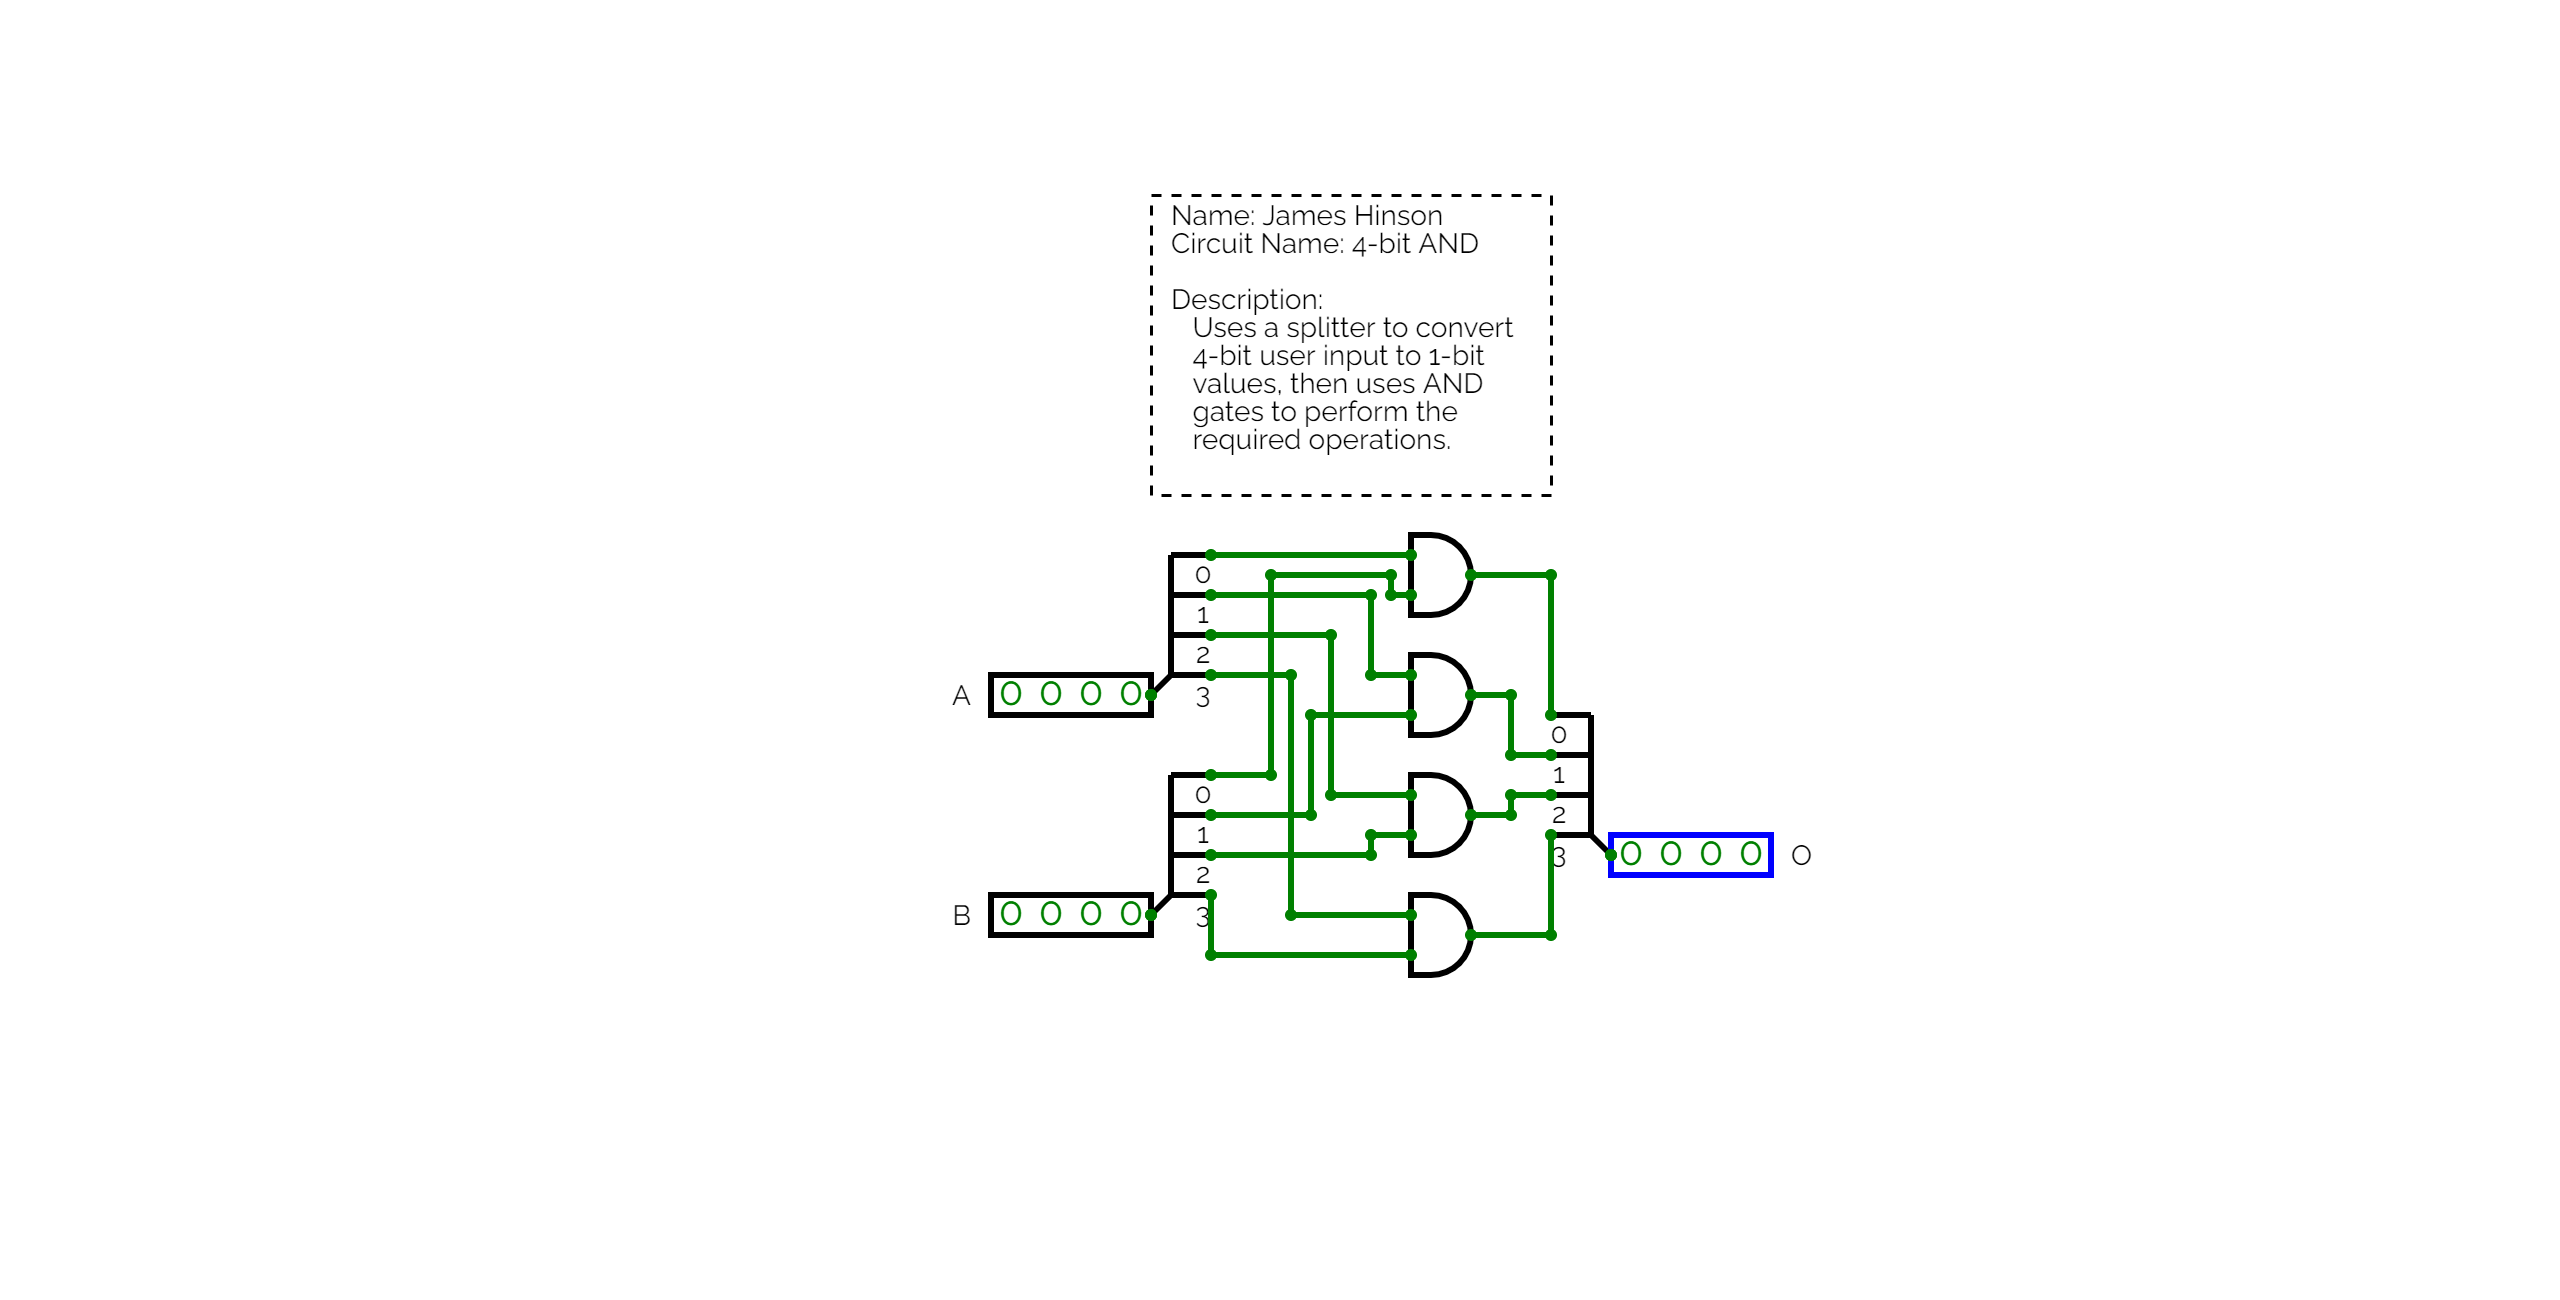 Name: James Hinson
Circuit Name: 4-bit AND
Description:
Uses a splitter to convert
4-bit user input to 1-bit
values, then uses AND
gates to perform the
required operations.
0
1
2
3
A
0 0 0 0
0
1
2
3
B
0 0 0 0
0
1
2
3
0 0 0 0
O